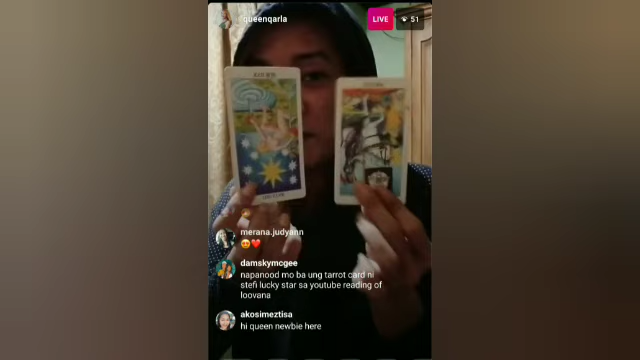 queenqarla
LIVE
51
merana.judyann
😍❤️
damskymcgee
napanood mo ba ung tarrot card ni
stefi lucky star sa youtube reading of
loovana
akosimeztisa
hi queen newbie here